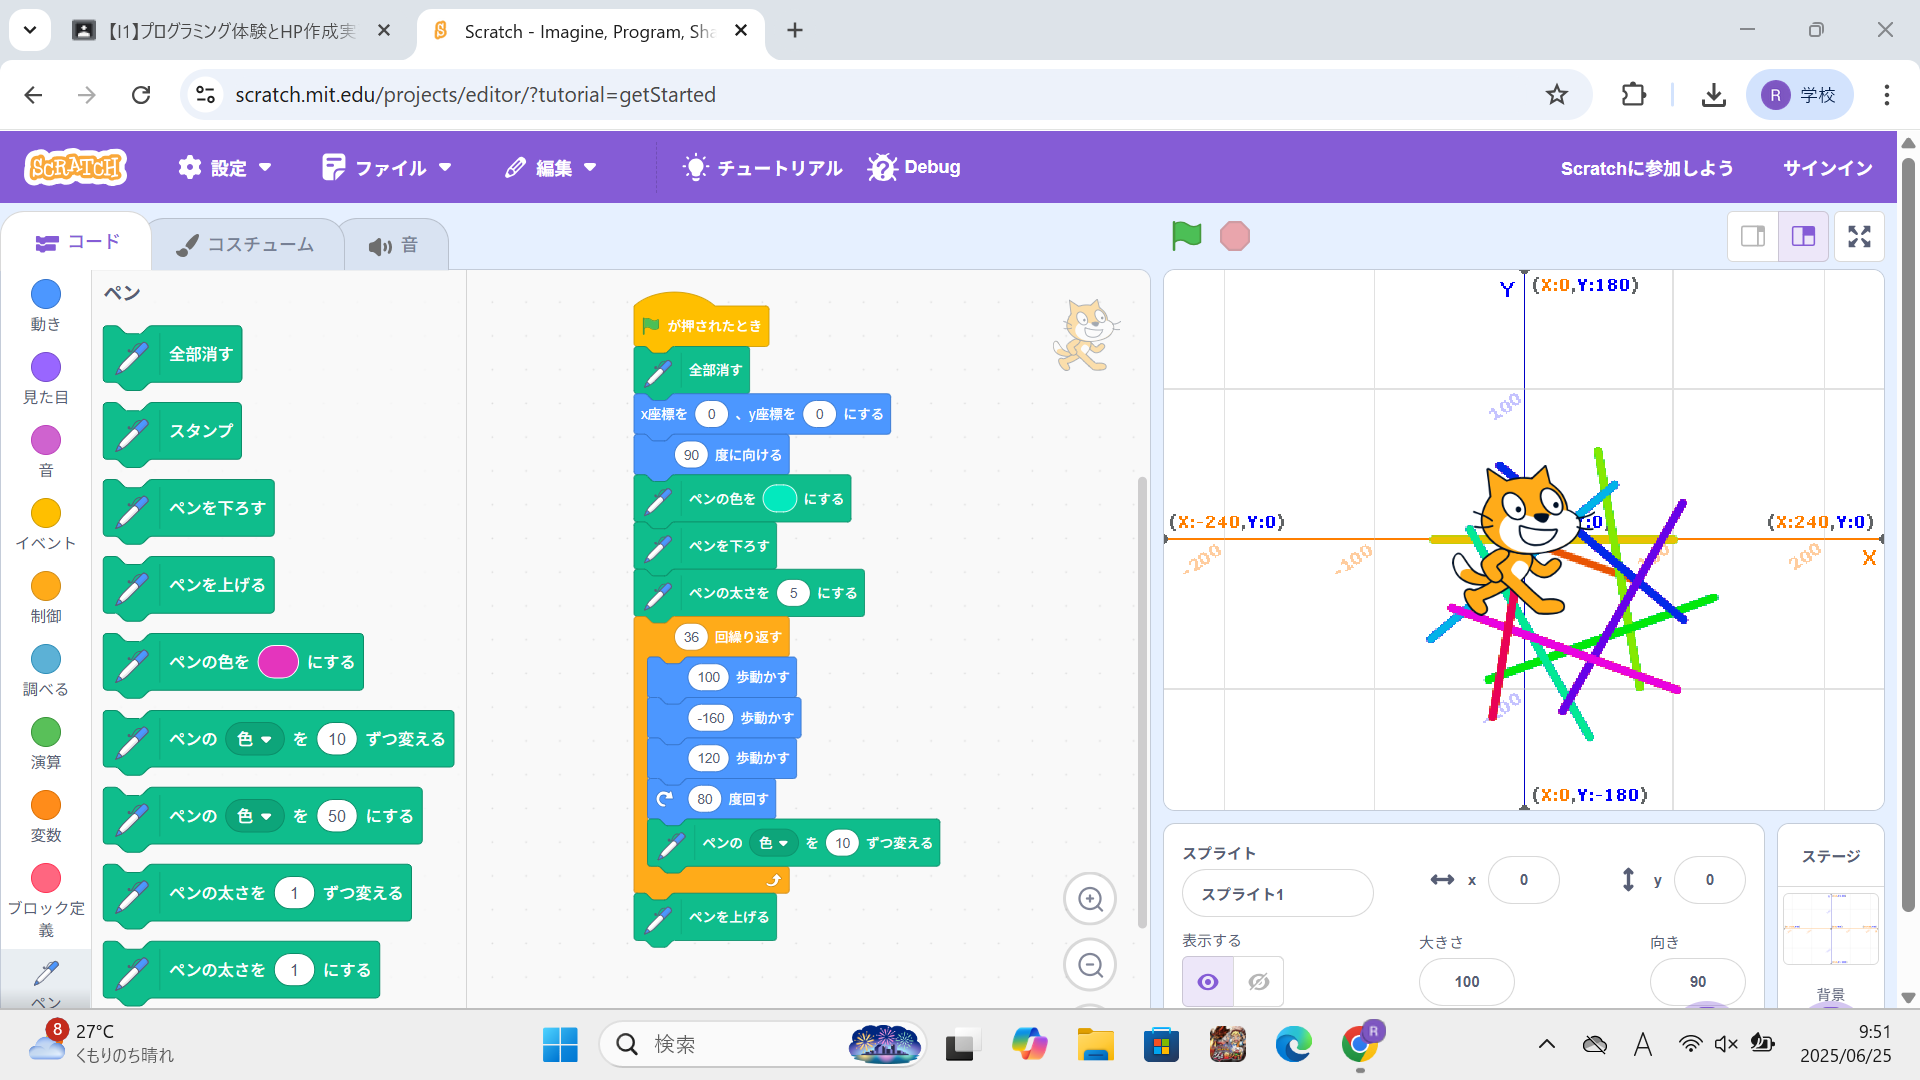 【I1】プログラミング体験とHP作成実
Scratch - Imagine, Program, Sha
scratch.mit.edu/projects/editor/?tutorial=getStarted
R 学校
SCRATCH
設定
ファイル
編集
チュートリアル
Debug
Scratchに参加しよう
サインイン
コード
コスチューム
音
動き
見た目
音
イベント
制御
調べる
演算
変数
ブロック定
義
ペン
ペン
全部消す
スタンプ
ペンを下ろす
ペンを上げる
ペンの色を にする
ペンの 色 を 10 ずつ変える
ペンの 色 を 50 にする
ペンの太さを 1 ずつ変える
ペンの太さを 1 にする
が押されたとき
全部消す
x座標を 0 、y座標を 0 にする
90 度に向ける
ペンの色を にする
ペンを下ろす
ペンの太さを 5 にする
36 回繰り返す
100 歩動かす
-160 歩動かす
120 歩動かす
80 度回す
ペンの 色 を 10 ずつ変える
ペンを上げる
Y
(X:0,Y:180)
100
(X:-240,Y:0)
:0)
(X:240,Y:0)
-200
-100
200
X
(X:0,Y:-180)
スプライト
スプライト1
x 0
y 0
表示する
大きさ
100
向き
90
ステージ
背景
8
27°C
くもりのち晴れ
検索
R
A
9:51
2025/06/25